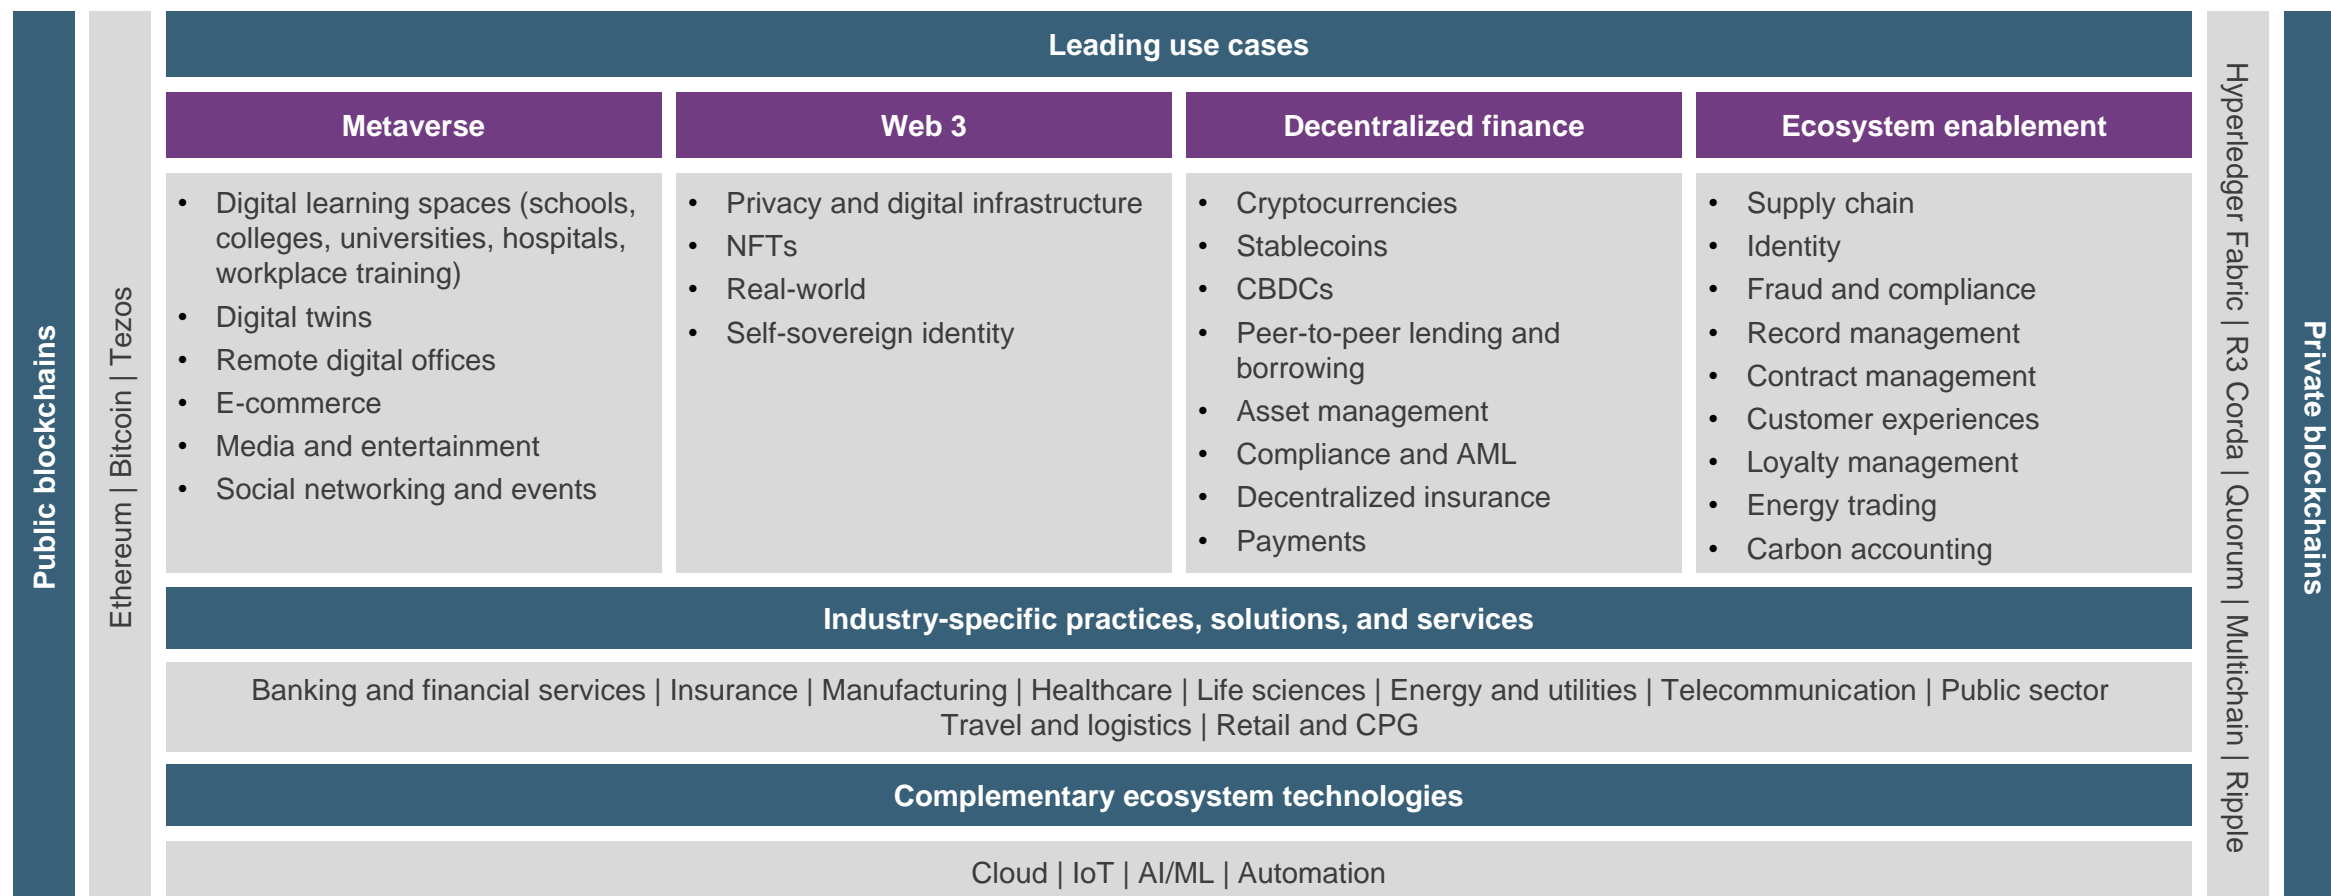 Public blockchains
Ethereum | Bitcoin | Tezos
Leading use cases
Metaverse
• Digital learning spaces (schools,
colleges, universities, hospitals,
workplace training)
• Digital twins
• Remote digital offices
• E-commerce
• Media and entertainment
• Social networking and events
Web 3
• Privacy and digital infrastructure
• NFTs
• Real-world
• Self-sovereign identity
Decentralized finance
• Cryptocurrencies
• Stablecoins
• CBDCs
• Peer-to-peer lending and
borrowing
• Asset management
• Compliance and AML
• Decentralized insurance
• Payments
Ecosystem enablement
• Supply chain
• Identity
• Fraud and compliance
• Record management
• Contract management
• Customer experiences
• Loyalty management
• Energy trading
• Carbon accounting
Industry-specific practices, solutions, and services
Banking and financial services | Insurance | Manufacturing | Healthcare | Life sciences | Energy and utilities | Telecommunication | Public sector
Travel and logistics | Retail and CPG
Complementary ecosystem technologies
Cloud | IoT | AI/ML | Automation
Hyperledger Fabric | R3 Corda | Quorum | Multichain | Ripple
Private blockchains